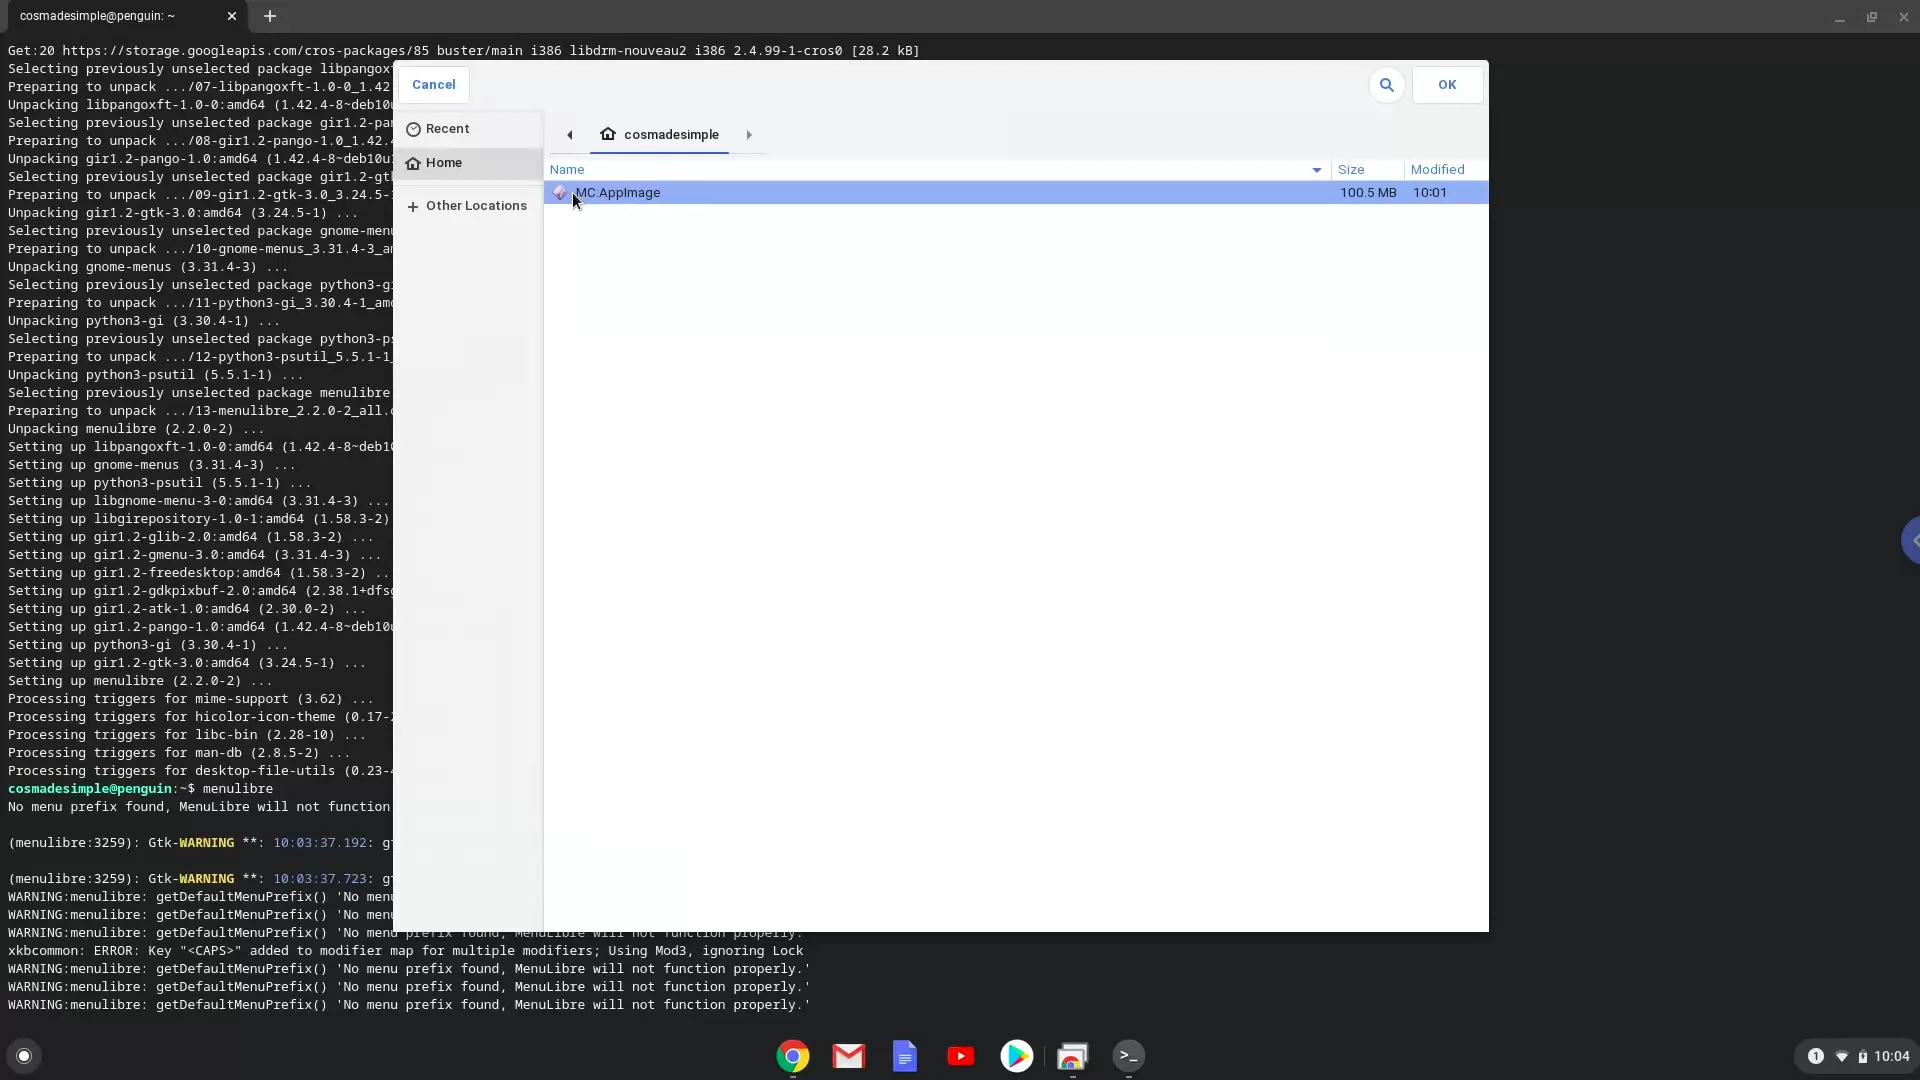 cosmadesimple@penguin: ~
Get:20 https://storage.googleapis.com/cros-packages/85 buster/main i386 libdrm-nouveau2 i386 2.4.99-1-cros0 [28.2 kB]
Selecting previously unselected package libpangox
Preparing to unpack .../07-libpangoxft-1.0-0_1.42
Unpacking libpangoxft-1.0-0:amd64 (1.42.4-8~deb10
Selecting previously unselected package gir1.2-pa
Preparing to unpack .../08-gir1.2-pango-1.0_1.42.
Unpacking gir1.2-pango-1.0:amd64 (1.42.4-8~deb10u
Selecting previously unselected package gir1.2-gt
Preparing to unpack .../09-gir1.2-gtk-3.0_3.24.5-
Unpacking gir1.2-gtk-3.0:amd64 (3.24.5-1) ...
Selecting previously unselected package gnome-men
Preparing to unpack .../10-gnome-menus_3.31.4-3_a
Unpacking gnome-menus (3.31.4-3) ...
Selecting previously unselected package python3-g
Preparing to unpack .../11-python3-gi_3.30.4-1_am
Unpacking python3-gi (3.30.4-1) ...
Selecting previously unselected package python3-p
Preparing to unpack .../12-python3-psutil_5.5.1-1_
Unpacking python3-psutil (5.5.1-1) ...
Selecting previously unselected package menulibre
Preparing to unpack .../13-menulibre_2.2.0-2_all.
Unpacking menulibre (2.2.0-2) ...
Setting up libpangoxft-1.0-0:amd64 (1.42.4-8~deb10
Setting up gnome-menus (3.31.4-3) ...
Setting up python3-psutil (5.5.1-1) ...
Setting up libgnome-menu-3-0:amd64 (3.31.4-3) ...
Setting up libgirepository-1.0-1:amd64 (1.58.3-2)
Setting up gir1.2-glib-2.0:amd64 (1.58.3-2) ...
Setting up gir1.2-gmenu-3.0:amd64 (3.31.4-3) ...
Setting up gir1.2-freedesktop:amd64 (1.58.3-2) ..
Setting up gir1.2-gdkpixbuf-2.0:amd64 (2.38.1+dfs
Setting up gir1.2-atk-1.0:amd64 (2.30.0-2) ...
Setting up gir1.2-pango-1.0:amd64 (1.42.4-8~deb10
Setting up python3-gi (3.30.4-1) ...
Setting up gir1.2-gtk-3.0:amd64 (3.24.5-1) ...
Setting up menulibre (2.2.0-2) ...
Processing triggers for mime-support (3.62) ...
Processing triggers for hicolor-icon-theme (0.17-
Processing triggers for libc-bin (2.28-10) ...
Processing triggers for man-db (2.8.5-2) ...
Processing triggers for desktop-file-utils (0.23-
cosmadesimple@penguin:~$ menulibre
No menu prefix found, MenuLibre will not function
(menulibre:3259): Gtk-WARNING **: 10:03:37.192: g
(menulibre:3259): Gtk-WARNING **: 10:03:37.723: g
WARNING:menulibre: getDefaultMenuPrefix() 'No men
WARNING:menulibre: getDefaultMenuPrefix() 'No men
WARNING:menulibre: getDefaultMenuPrefix() 'No menu prefix found, MenuLibre will not function properly.'
xkbcommon: ERROR: Key "<CAPS>" added to modifier map for multiple modifiers; Using Mod3, ignoring Lock
WARNING:menulibre: getDefaultMenuPrefix() 'No menu prefix found, MenuLibre will not function properly.'
WARNING:menulibre: getDefaultMenuPrefix() 'No menu prefix found, MenuLibre will not function properly.'
WARNING:menulibre: getDefaultMenuPrefix() 'No menu prefix found, MenuLibre will not function properly.'
Cancel
OK
Recent
Home
Other Locations
cosmadesimple
Name Size Modified
MC.AppImage 100.5 MB 10:01
1 10:04